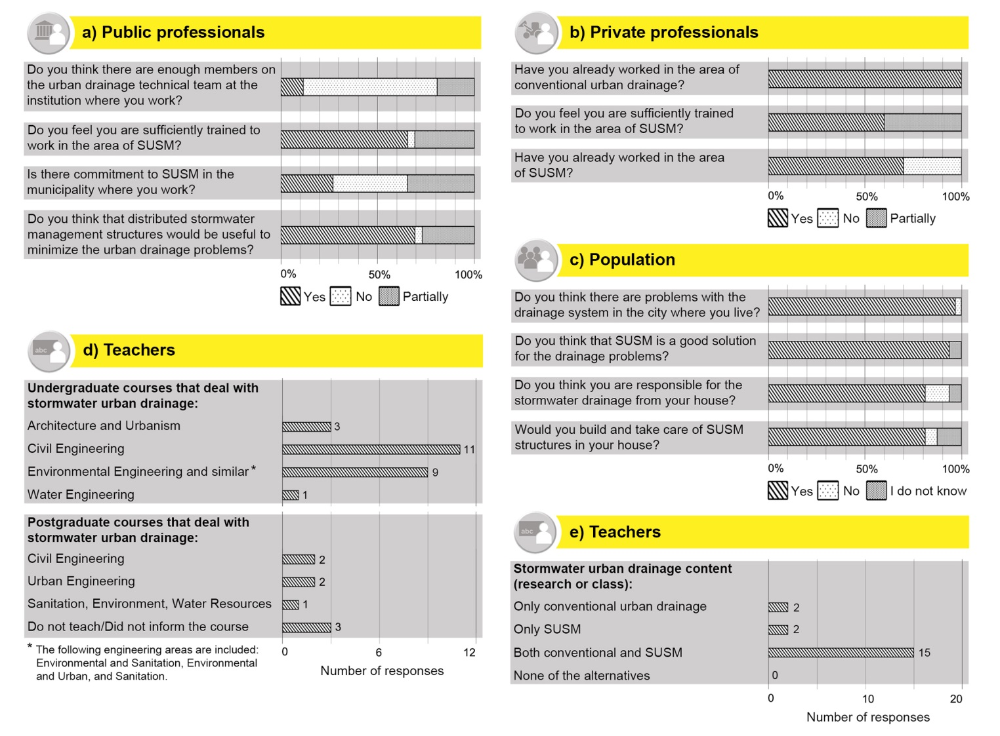 a) Public professionals
Do you think there are enough members on
the urban drainage technical team at the
institution where you work?
Do you feel you are sufficiently trained to
work in the area of SUSM?
Is there commitment to SUSM in the
municipality where you work?
Do you think that distributed stormwater
management structures would be useful to
minimize the urban drainage problems?
0% 50% 100%
Yes No Partially
b) Private professionals
Have you already worked in the area of
conventional urban drainage?
Do you feel you are sufficiently trained
to work in the area of SUSM?
Have you already worked in the area
of SUSM?
0% 50% 100%
Yes No Partially
c) Population
Do you think there are problems with the
drainage system in the city where you live?
Do you think that SUSM is a good solution
for the drainage problems?
Do you think you are responsible for the
stormwater drainage from your house?
Would you build and take care of SUSM
structures in your house?
0% 50% 100%
Yes No I do not know
abc
d) Teachers
Undergraduate courses that deal with
stormwater urban drainage:
Architecture and Urbanism 3
Civil Engineering 11
Environmental Engineering and similar* 9
Water Engineering 1
Postgraduate courses that deal with
stormwater urban drainage:
Civil Engineering 2
Urban Engineering 2
Sanitation, Environment, Water Resources 1
Do not teach/Did not inform the course 3
0 6 12
Number of responses
* The following engineering areas are included:
Environmental and Sanitation, Environmental
and Urban, and Sanitation.
abc
e) Teachers
Stormwater urban drainage content
(research or class):
Only conventional urban drainage 2
Only SUSM 2
Both conventional and SUSM 15
None of the alternatives 0
0 10 20
Number of responses